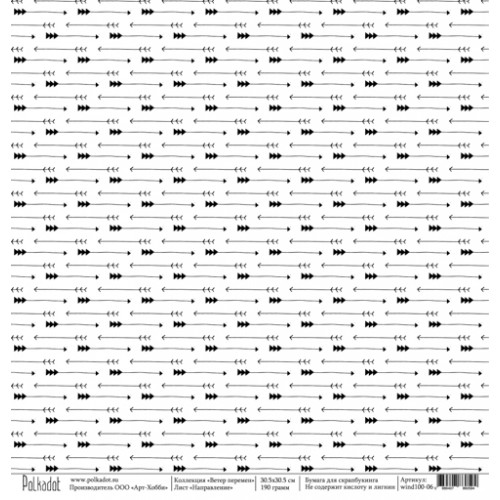 Polkadot
www.polkadot.ru
Производитель ООО «Арт-Хобби»
Коллекция «Ветер перемен»
Лист «Направление»
30.5х30.5 см
190 грамм
Бумага для скрапбукинга
Не содержит кислоту и лигнин
Артикул:
wind100-06